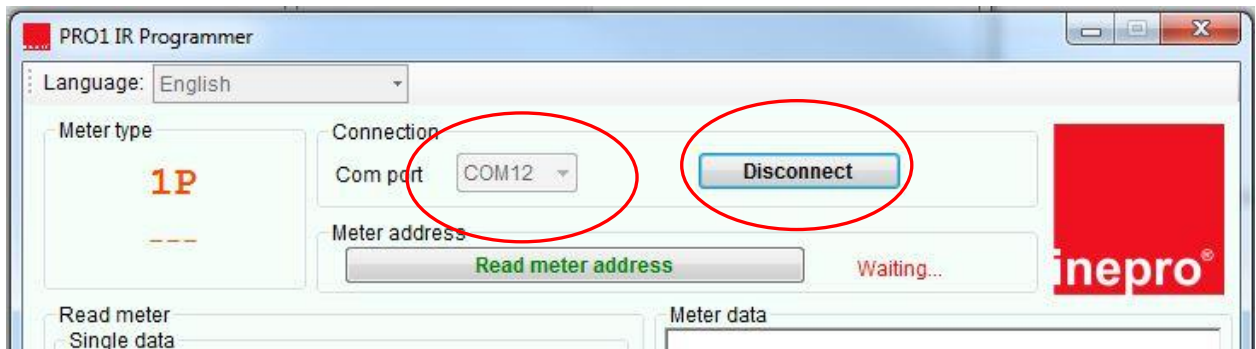 PRO1 IR Programmer
Language: English
Meter type
1P
---
Connection
Com port COM12 Disconnect
Meter address
Read meter address Waiting...
inepro®
Read meter
Single data
Meter data